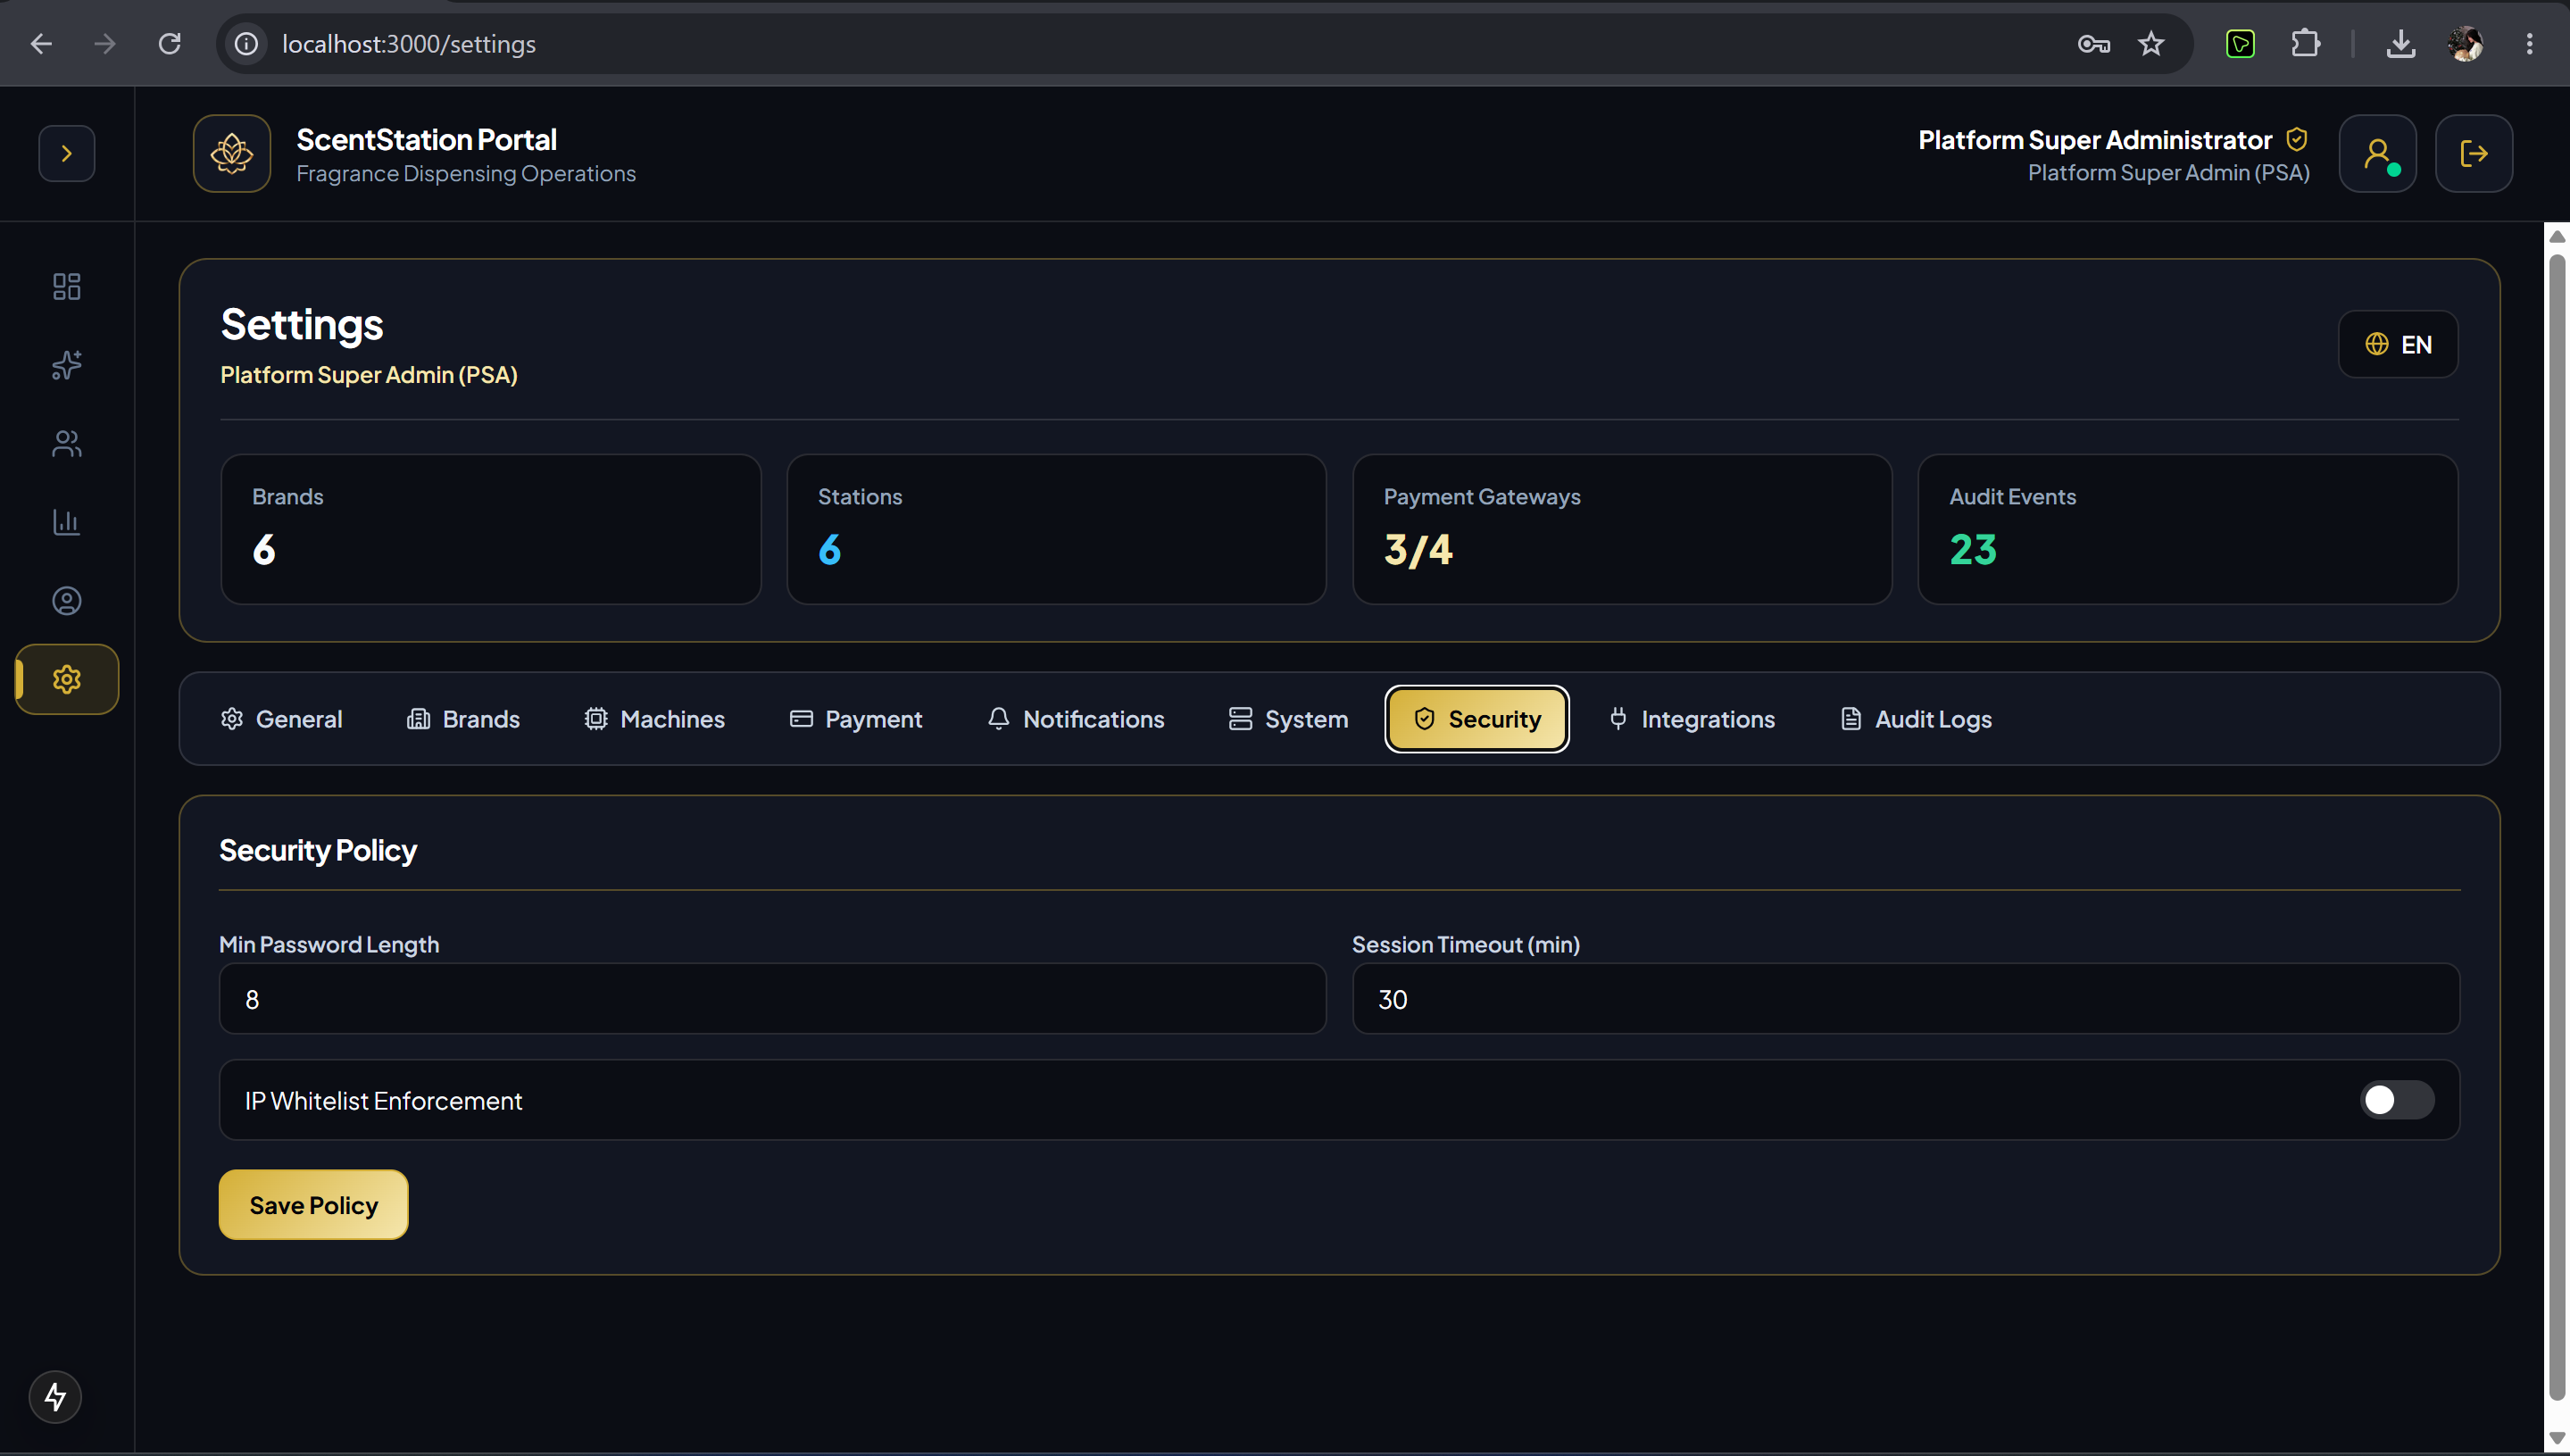 localhost:3000/settings
ScentStation Portal
Fragrance Dispensing Operations
Platform Super Administrator
Platform Super Admin (PSA)
Settings
Platform Super Admin (PSA)
EN
Brands
6
Stations
6
Payment Gateways
3/4
Audit Events
23
General
Brands
Machines
Payment
Notifications
System
Security
Integrations
Audit Logs
Security Policy
Min Password Length
8
Session Timeout (min)
30
IP Whitelist Enforcement
Save Policy